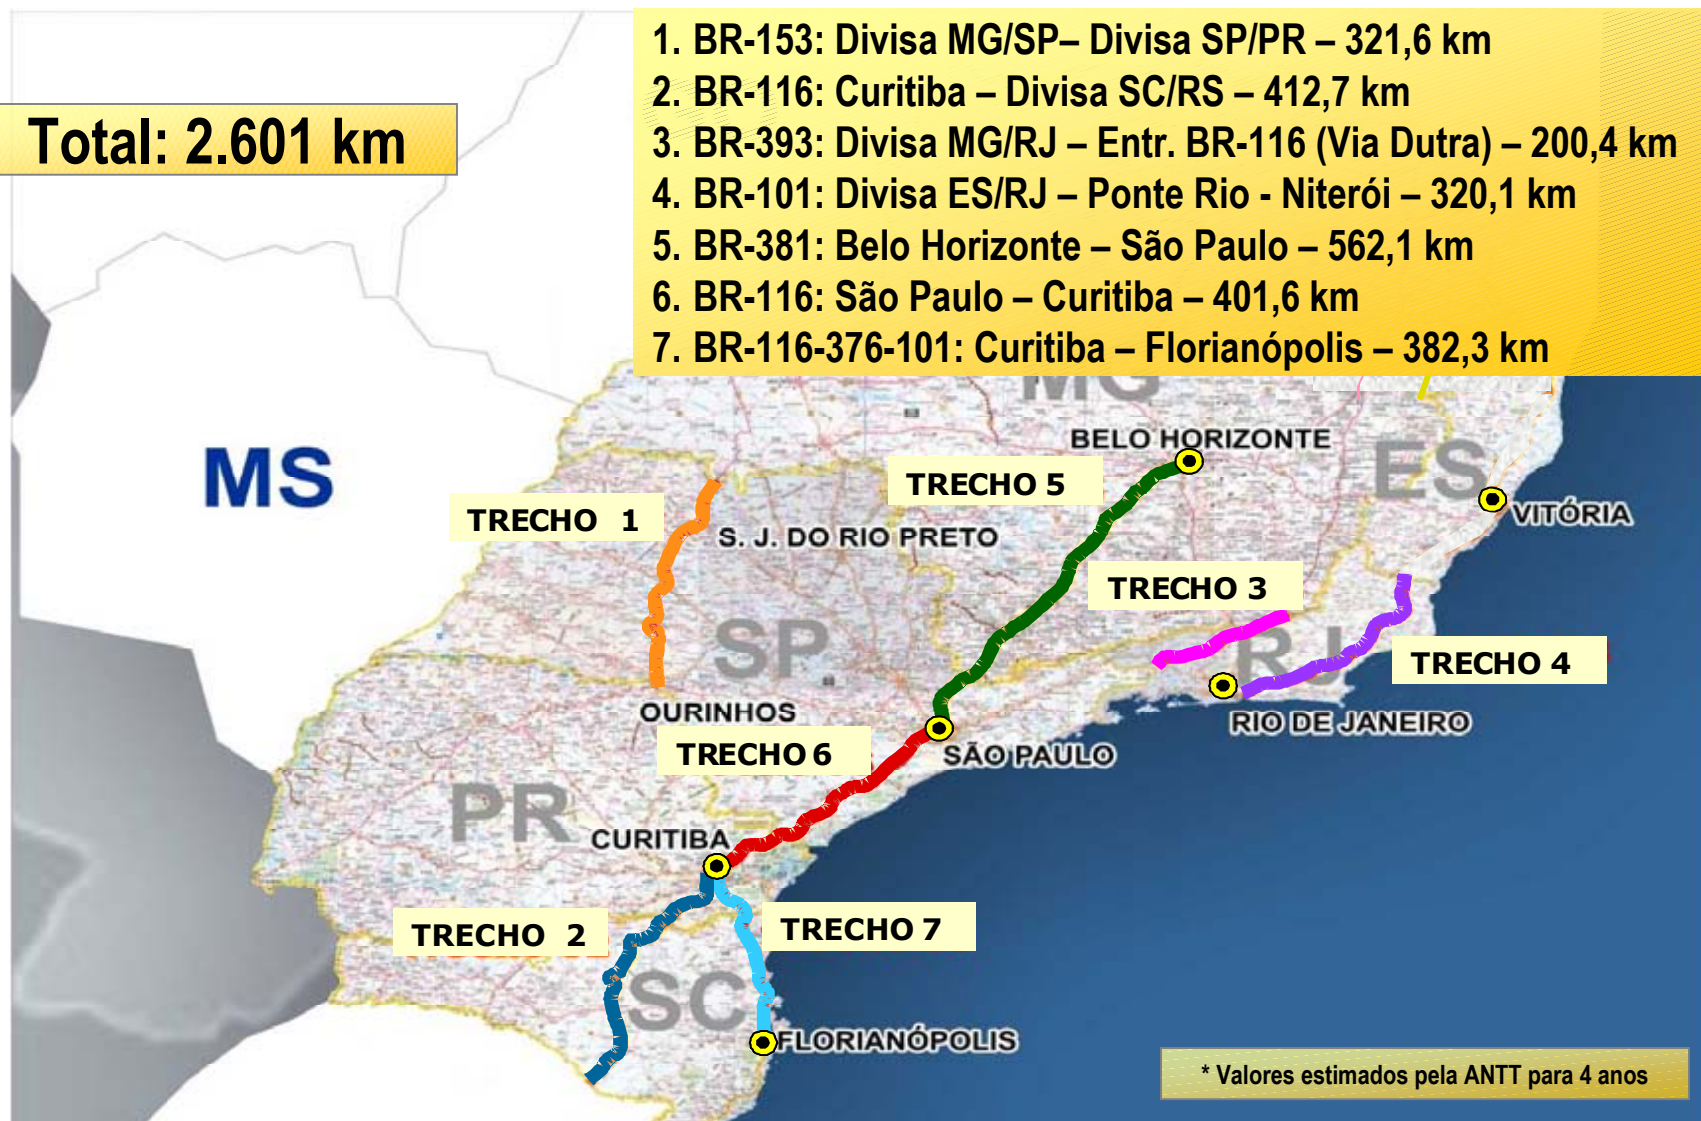 1. BR-153: Divisa MG/SP– Divisa SP/PR – 321,6 km
2. BR-116: Curitiba – Divisa SC/RS – 412,7 km
3. BR-393: Divisa MG/RJ – Entr. BR-116 (Via Dutra) – 200,4 km
4. BR-101: Divisa ES/RJ – Ponte Rio - Niterói – 320,1 km
5. BR-381: Belo Horizonte – São Paulo – 562,1 km
6. BR-116: São Paulo – Curitiba – 401,6 km
7. BR-116-376-101: Curitiba – Florianópolis – 382,3 km
Total: 2.601 km
MG
BELO HORIZONTE
ES
MS
TRECHO 5
TRECHO 1
VITÓRIA
S. J. DO RIO PRETO
TRECHO 3
SP
RJ
TRECHO 4
OURINHOS
RIO DE JANEIRO
TRECHO 6
SÃO PAULO
PR
CURITIBA
TRECHO 2
TRECHO 7
SC
FLORIANÓPOLIS
* Valores estimados pela ANTT para 4 anos